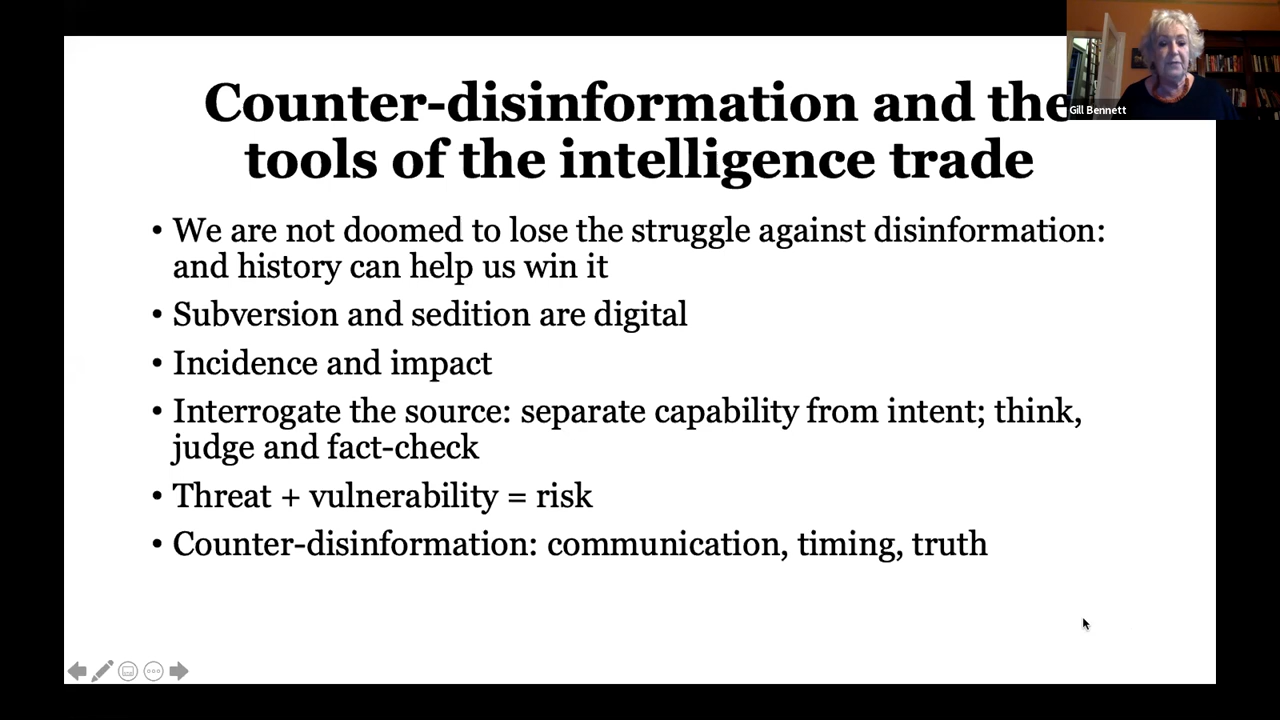 Counter-disinformation and the
tools of the intelligence trade
Gill Bennett
• We are not doomed to lose the struggle against disinformation:
and history can help us win it
• Subversion and sedition are digital
• Incidence and impact
• Interrogate the source: separate capability from intent; think,
judge and fact-check
• Threat + vulnerability = risk
• Counter-disinformation: communication, timing, truth